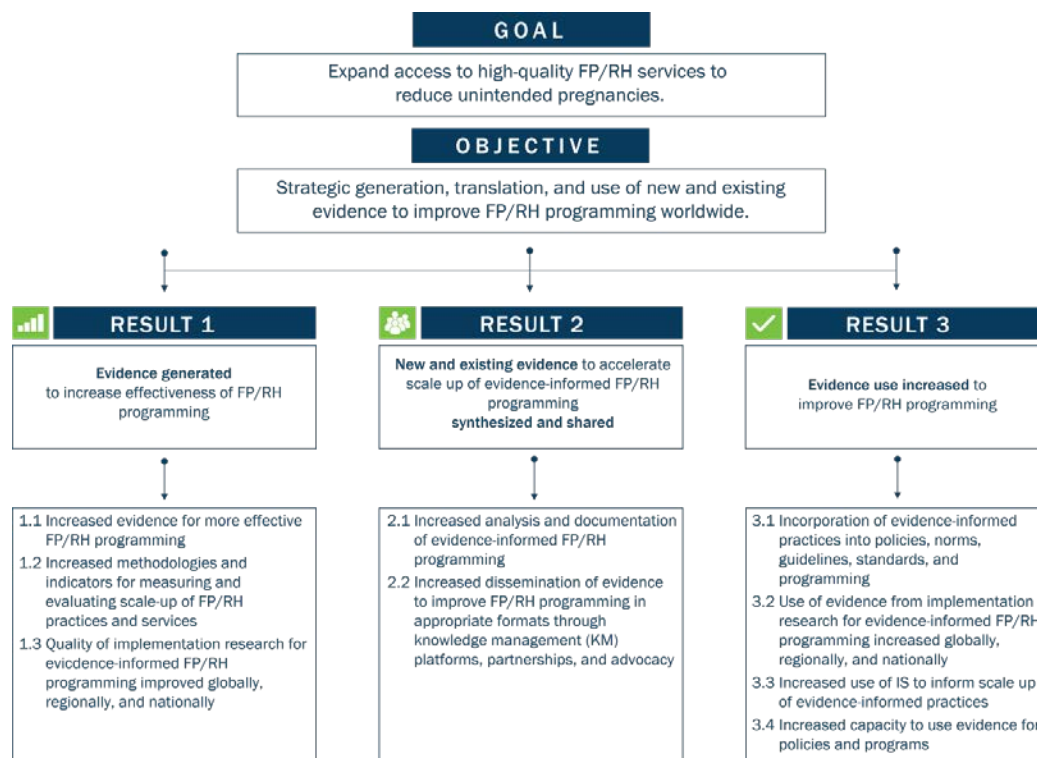 GOAL
Expand access to high-quality FP/RH services to
reduce unintended pregnancies.
OBJECTIVE
Strategic generation, translation, and use of new and existing
evidence to improve FP/RH programming worldwide.
RESULT 1
Evidence generated
to increase effectiveness of FP/RH
programming
1.1 Increased evidence for more effective
FP/RH programming
1.2 Increased methodologies and
indicators for measuring and
evaluating scale-up of FP/RH
practices and services
1.3 Quality of implementation research for
evicdence-informed FP/RH
programming improved globally,
regionally, and nationally
RESULT 2
New and existing evidence to accelerate
scale up of evidence-informed FP/RH
programming
synthesized and shared
2.1 Increased analysis and documentation
of evidence-informed FP/RH
programming
2.2 Increased dissemination of evidence
to improve FP/RH programming in
appropriate formats through
knowledge management (KM)
platforms, partnerships, and advocacy
RESULT 3
Evidence use increased to
improve FP/RH programming
3.1 Incorporation of evidence-informed
practices into policies, norms,
guidelines, standards, and
programming
3.2 Use of evidence from implementation
research for evidence-informed FP/RH
programming increased globally,
regionally, and nationally
3.3 Increased use of IS to inform scale up
of evidence-informed practices
3.4 Increased capacity to use evidence for
policies and programs